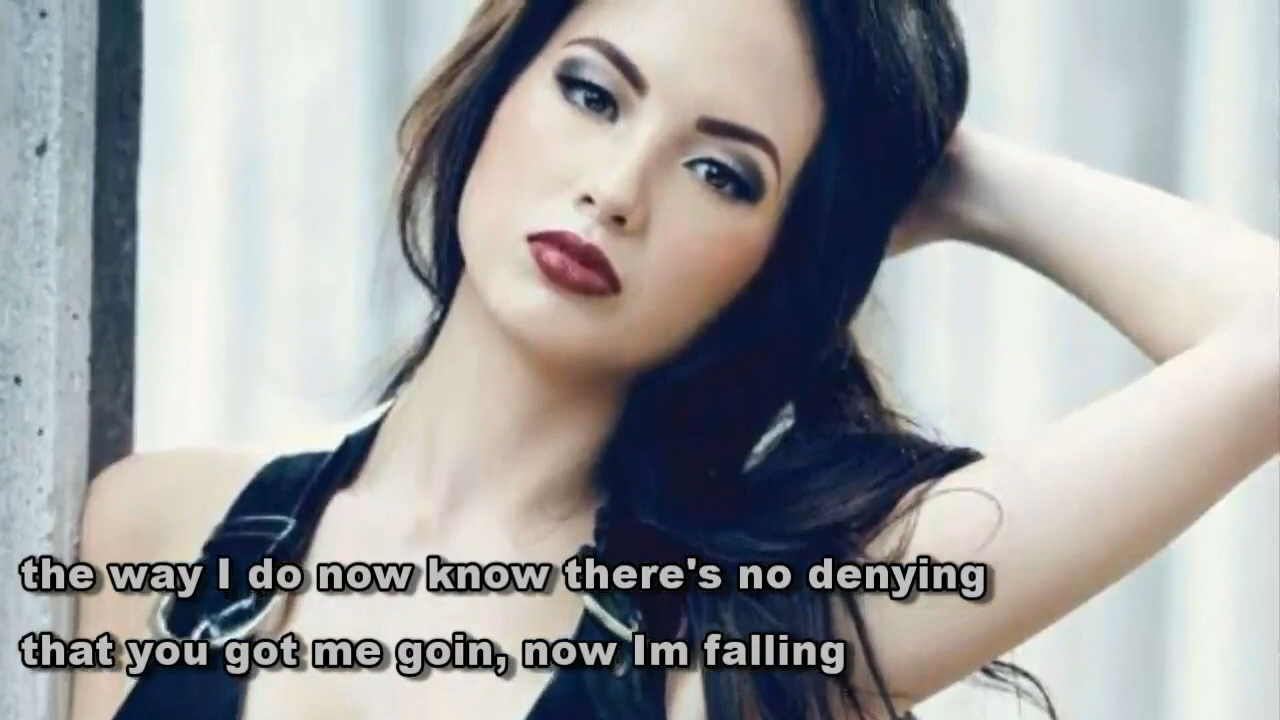 the way I do now know there's no denying
that you got me goin, now Im falling